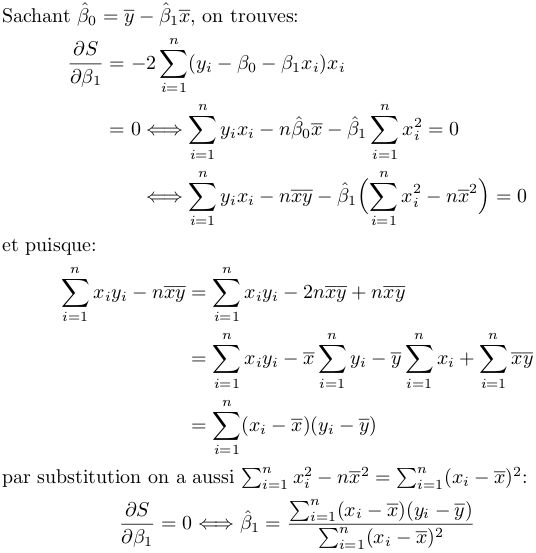 Sachant $\hat{\beta}_0 = \overline{y} - \hat{\beta}_1\overline{x}$, on trouves:
$\frac{\partial S}{\partial \beta_1} = -2\sum_{i=1}^{n}(y_i - \beta_0 - \beta_1 x_i)x_i$
$= 0 \Longleftrightarrow \sum_{i=1}^{n} y_i x_i - n\hat{\beta}_0\overline{x} - \hat{\beta}_1 \sum_{i=1}^{n} x_i^2 = 0$
$\Longleftrightarrow \sum_{i=1}^{n} y_i x_i - n\overline{xy} - \hat{\beta}_1 \Big(\sum_{i=1}^{n} x_i^2 - n\overline{x}^2\Big) = 0$
et puisque:
$\sum_{i=1}^{n} x_i y_i - n\overline{xy} = \sum_{i=1}^{n} x_i y_i - 2n\overline{xy} + n\overline{xy}$
$= \sum_{i=1}^{n} x_i y_i - \overline{x}\sum_{i=1}^{n} y_i - \overline{y}\sum_{i=1}^{n} x_i + \sum_{i=1}^{n} \overline{xy}$
$= \sum_{i=1}^{n}(x_i - \overline{x})(y_i - \overline{y})$
par substitution on a aussi $\sum_{i=1}^{n} x_i^2 - n\overline{x}^2 = \sum_{i=1}^{n}(x_i - \overline{x})^2$:
$\frac{\partial S}{\partial \beta_1} = 0 \Longleftrightarrow \hat{\beta}_1 = \frac{\sum_{i=1}^{n}(x_i - \overline{x})(y_i - \overline{y})}{\sum_{i=1}^{n}(x_i - \overline{x})^2}$